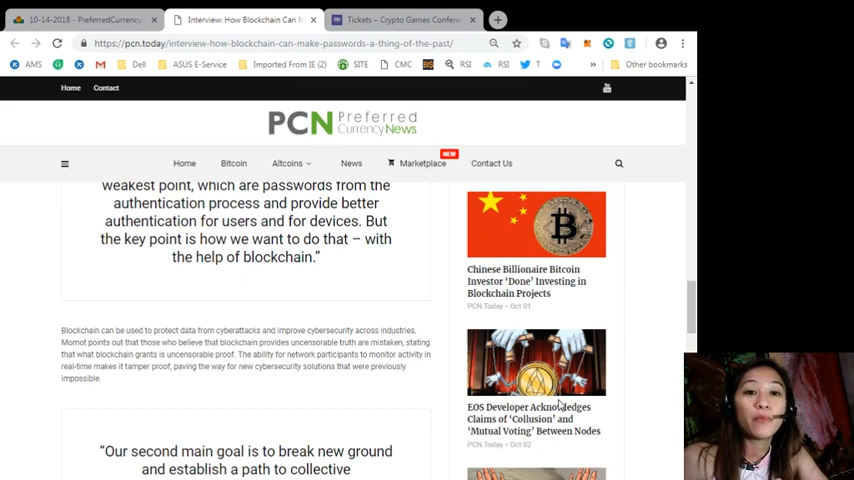 10-14-2018 - PreferredCurrency
Interview: How Blockchain Can M
Tickets – Crypto Games Confere
https://pcn.today/interview-how-blockchain-can-make-passwords-a-thing-of-the-past/
AMS
Dell
ASUS E-Service
Imported From IE (2)
SITE
CMC
BS
RSI
RSI
T
Other bookmarks
Home
Contact
PCN Preferred
CurrencyNews
NEW
Home
Bitcoin
Altcoins
News
Marketplace
Contact Us
weakest point, which are passwords from the
authentication process and provide better
authentication for users and for devices. But
the key point is how we want to do that – with
the help of blockchain.”
Blockchain can be used to protect data from cyberattacks and improve cybersecurity across industries.
Momot points out that those who believe that blockchain provides uncensorable truth are mistaken, stating
that what blockchain grants is uncensorable proof. The ability for network participants to monitor activity in
real-time makes it tamper proof, paving the way for new cybersecurity solutions that were previously
impossible.
“Our second main goal is to break new ground
and establish a path to collective
Chinese Billionaire Bitcoin
Investor ‘Done’ Investing in
Blockchain Projects
PCN.Today - Oct 01
EOS Developer Acknowledges
Claims of ‘Collusion’ and
‘Mutual Voting’ Between Nodes
PCN.Today - Oct 02